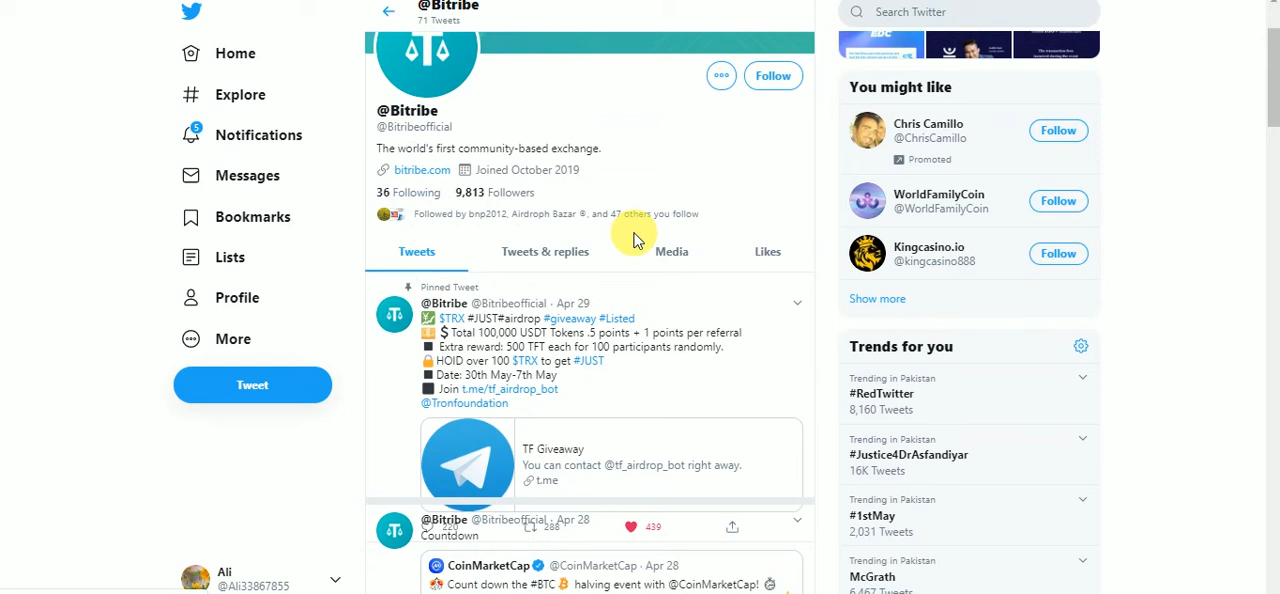 @Bitribe
71 Tweets
Search Twitter
Home
Explore
5
Notifications
Messages
Bookmarks
Lists
Profile
More
Tweet
Ali
@Ali33867855
Follow
@Bitribe
@Bitribeofficial
The world's first community-based exchange.
bitribe.com Joined October 2019
36 Following 9,813 Followers
Followed by bnp2012, Airdroph Bazar ®, and 47 others you follow
Tweets Tweets & replies Media Likes
Pinned Tweet
@Bitribe @Bitribeofficial · Apr 29
💹 $TRX #JUST#airdrop #giveaway #Listed
$Total 100,000 USDT Tokens .5 points + 1 points per referral
Extra reward: 500 TFT each for 100 participants randomly.
HOID over 100 $TRX to get #JUST
Date: 30th May-7th May
Join t.me/tf_airdrop_bot
@Tronfoundation
TF Giveaway
You can contact @tf_airdrop_bot right away.
t.me
220 288 439
@Bitribe @Bitribeofficial · Apr 28
Countdown
CoinMarketCap @CoinMarketCap · Apr 28
Count down the #BTC halving event with @CoinMarketCap!
EDC
You might like
Chris Camillo
@ChrisCamillo
Follow
Promoted
WorldFamilyCoin
@WorldFamilyCoin
Follow
Kingcasino.io
@kingcasino888
Follow
Show more
Trends for you
Trending in Pakistan
#RedTwitter
8,160 Tweets
Trending in Pakistan
#Justice4DrAsfandiyar
16K Tweets
Trending in Pakistan
#1stMay
2,031 Tweets
Trending in Pakistan
McGrath
6,467 Tweets